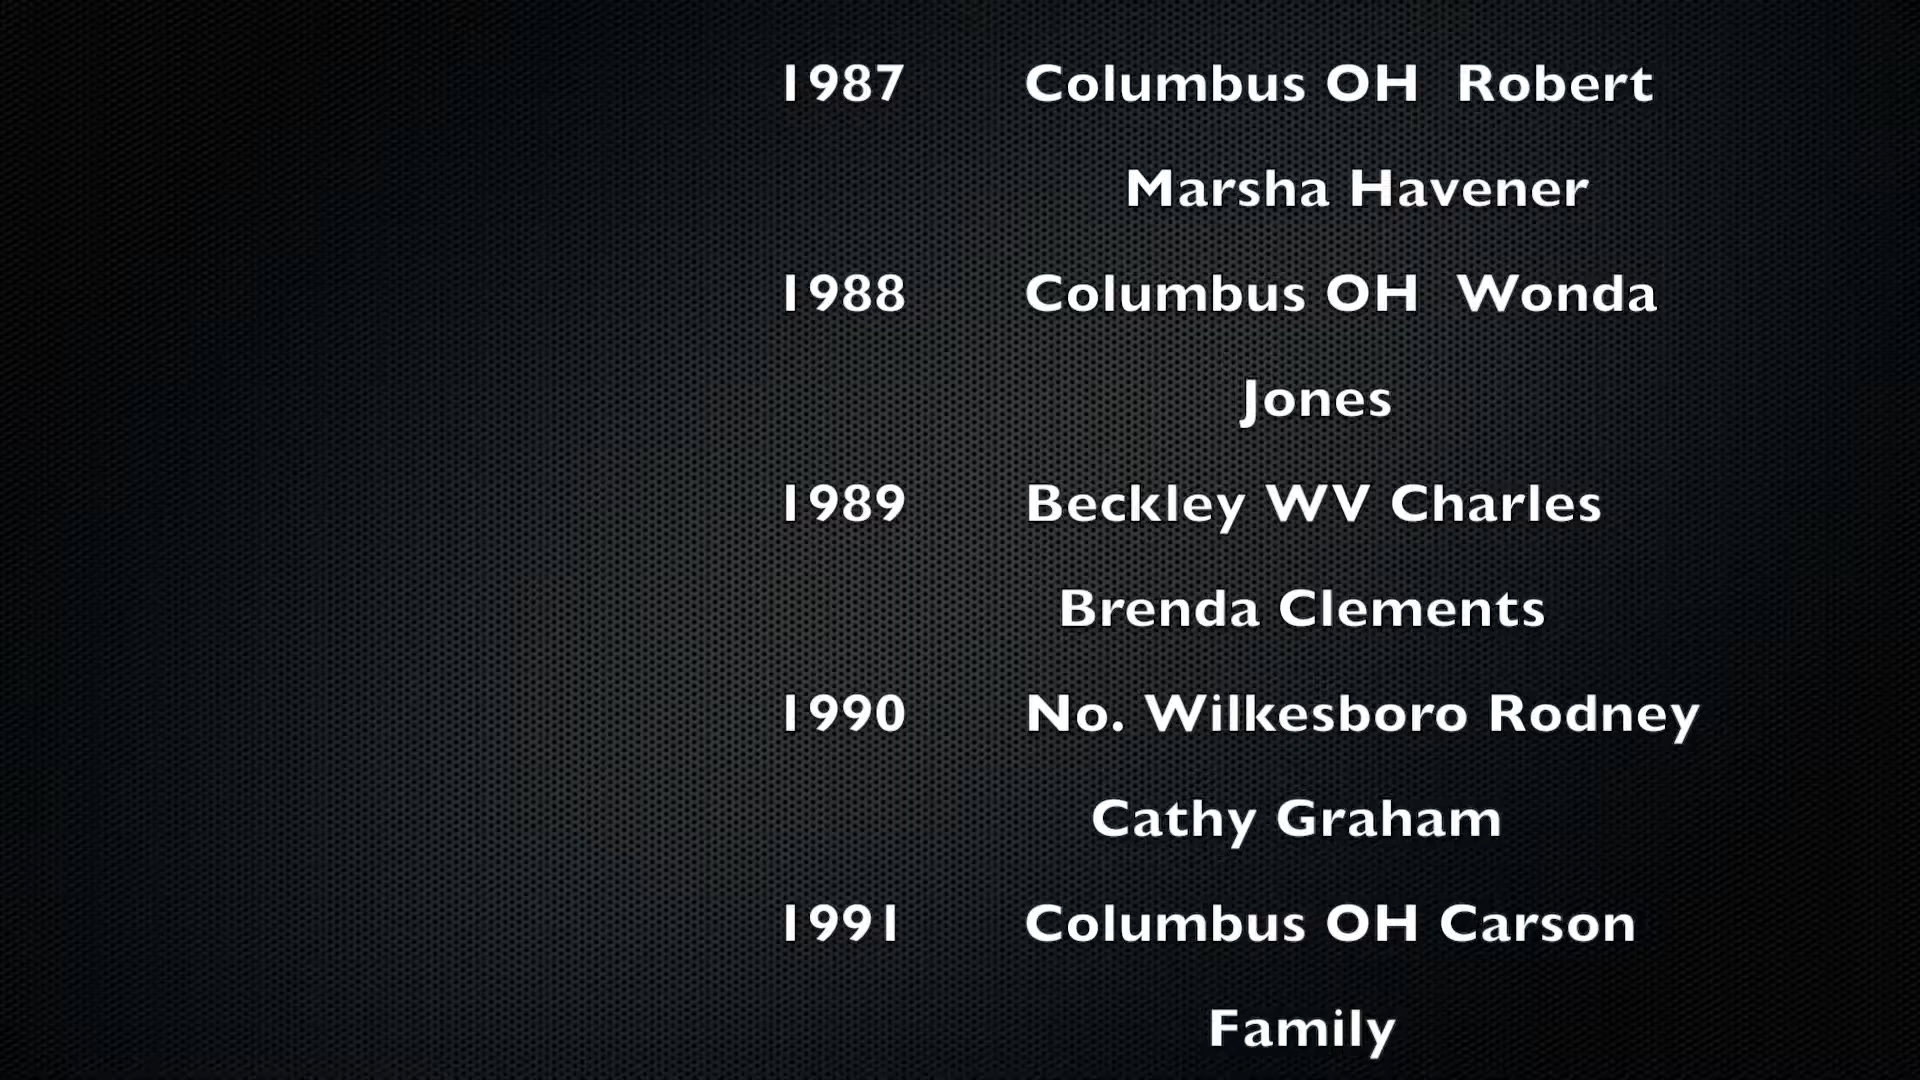 1987 Columbus OH Robert
Marsha Havener
1988 Columbus OH Wonda
Jones
1989 Beckley WV Charles
Brenda Clements
1990 No. Wilkesboro Rodney
Cathy Graham
1991 Columbus OH Carson
Family